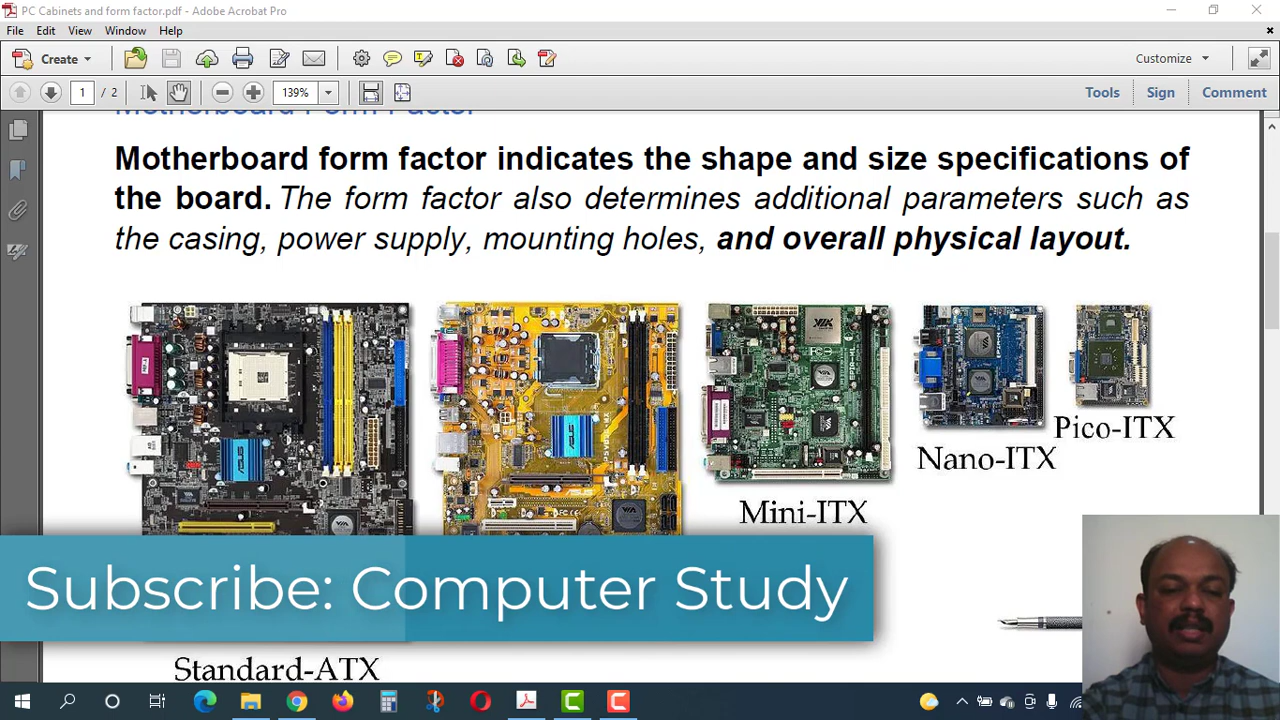 PC Cabinets and form factor.pdf - Adobe Acrobat Pro
File Edit View Window Help
Create
Customize
1 / 2
139%
Tools Sign Comment
Motherboard Form Factor
Motherboard form factor indicates the shape and size specifications of
the board. The form factor also determines additional parameters such as
the casing, power supply, mounting holes, and overall physical layout.
Pico-ITX
Nano-ITX
Mini-ITX
Subscribe: Computer Study
Standard-ATX